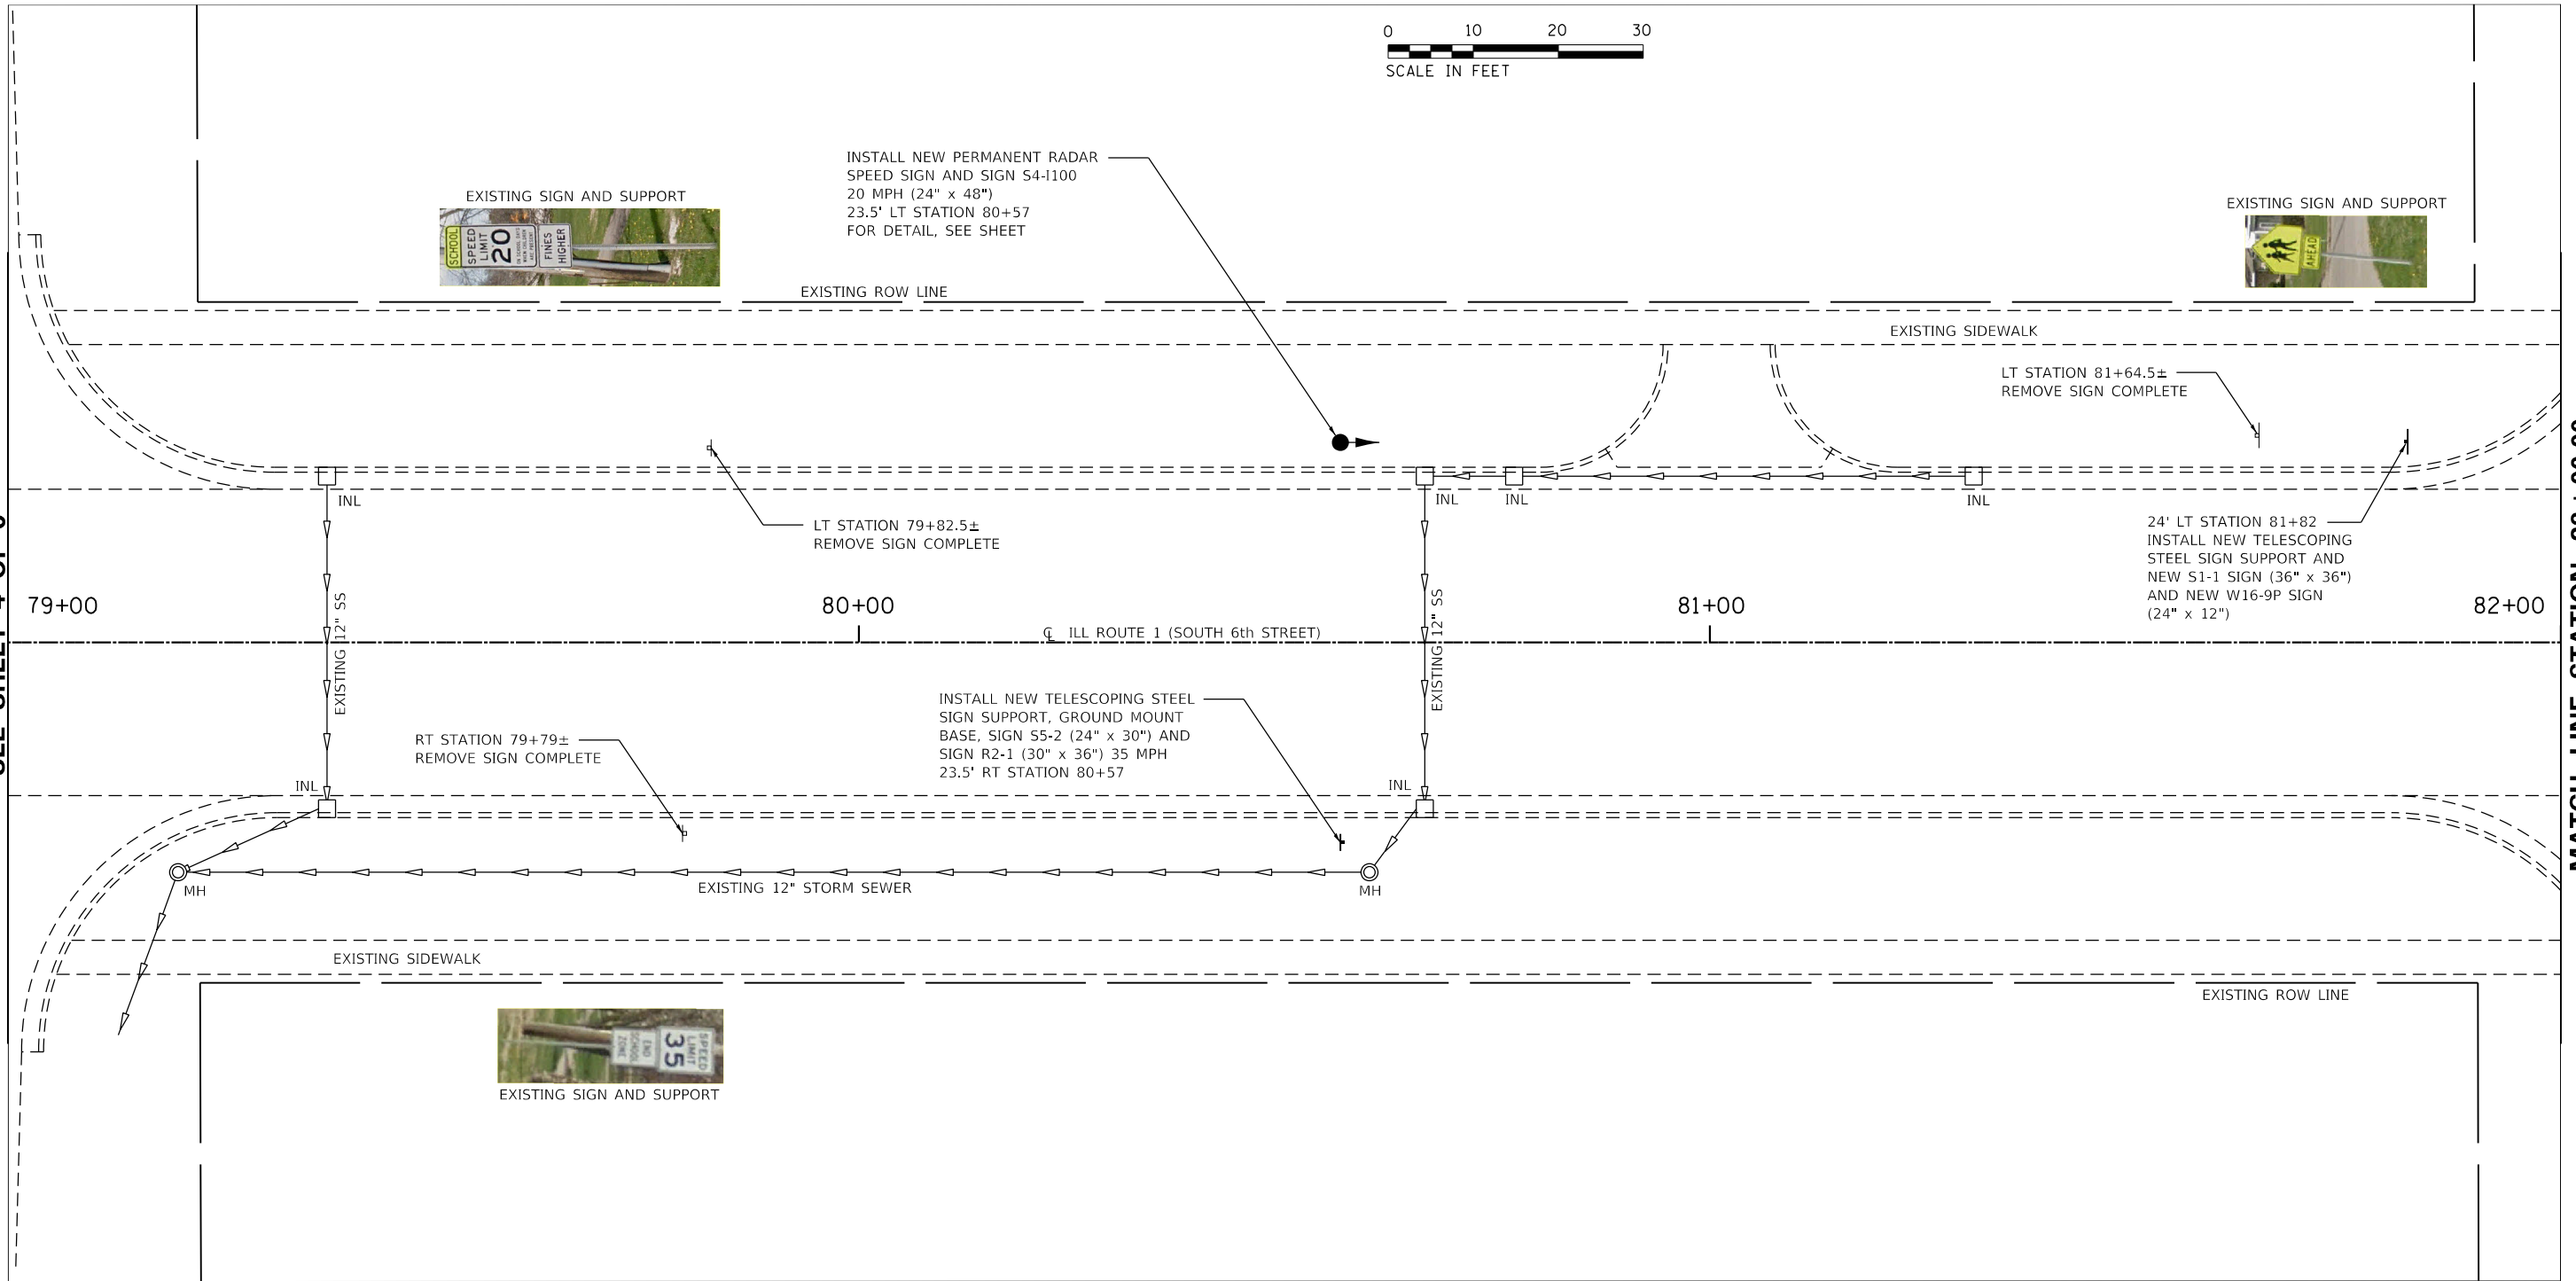 0 10 20 30
SCALE IN FEET
INSTALL NEW PERMANENT RADAR
SPEED SIGN AND SIGN S4-I100
20 MPH (24" x 48")
23.5' LT STATION 80+57
FOR DETAIL, SEE SHEET
EXISTING SIGN AND SUPPORT
SCHOOL
SPEED
LIMIT
20
FINES
HIGHER
EXISTING SIGN AND SUPPORT
AHEAD
EXISTING ROW LINE
EXISTING SIDEWALK
LT STATION 81+64.5±
REMOVE SIGN COMPLETE
INL
INL
INL
INL
LT STATION 79+82.5±
REMOVE SIGN COMPLETE
24' LT STATION 81+82
INSTALL NEW TELESCOPING
STEEL SIGN SUPPORT AND
NEW S1-1 SIGN (36" x 36")
AND NEW W16-9P SIGN
(24" x 12")
79+00
80+00
81+00
82+00
EXISTING 12" SS
EXISTING 12" SS
℄ ILL ROUTE 1 (SOUTH 6th STREET)
INSTALL NEW TELESCOPING STEEL
SIGN SUPPORT, GROUND MOUNT
BASE, SIGN S5-2 (24" x 30") AND
SIGN R2-1 (30" x 36") 35 MPH
23.5' RT STATION 80+57
RT STATION 79+79±
REMOVE SIGN COMPLETE
INL
INL
MH
MH
EXISTING 12" STORM SEWER
EXISTING SIDEWALK
EXISTING ROW LINE
SPEED
LIMIT
35
END
SCHOOL
ZONE
EXISTING SIGN AND SUPPORT